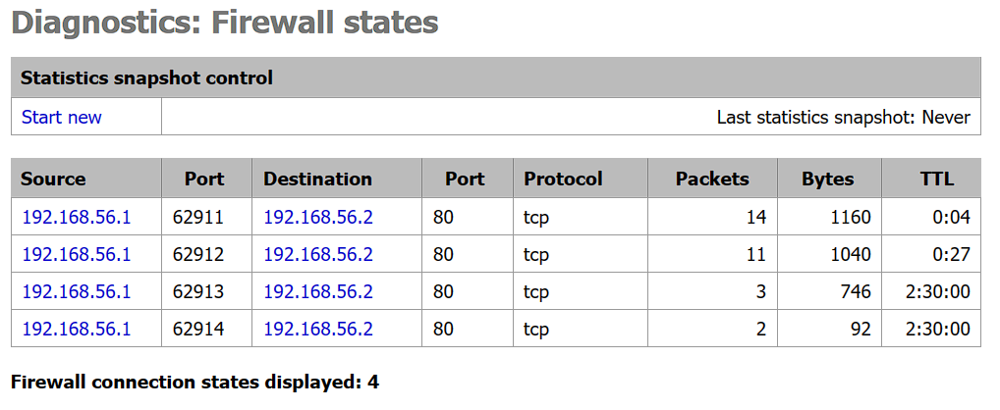 Diagnostics: Firewall states
Statistics snapshot control
Start new Last statistics snapshot: Never
Source Port Destination Port Protocol Packets Bytes TTL
192.168.56.1 62911 192.168.56.2 80 tcp 14 1160 0:04
192.168.56.1 62912 192.168.56.2 80 tcp 11 1040 0:27
192.168.56.1 62913 192.168.56.2 80 tcp 3 746 2:30:00
192.168.56.1 62914 192.168.56.2 80 tcp 2 92 2:30:00
Firewall connection states displayed: 4